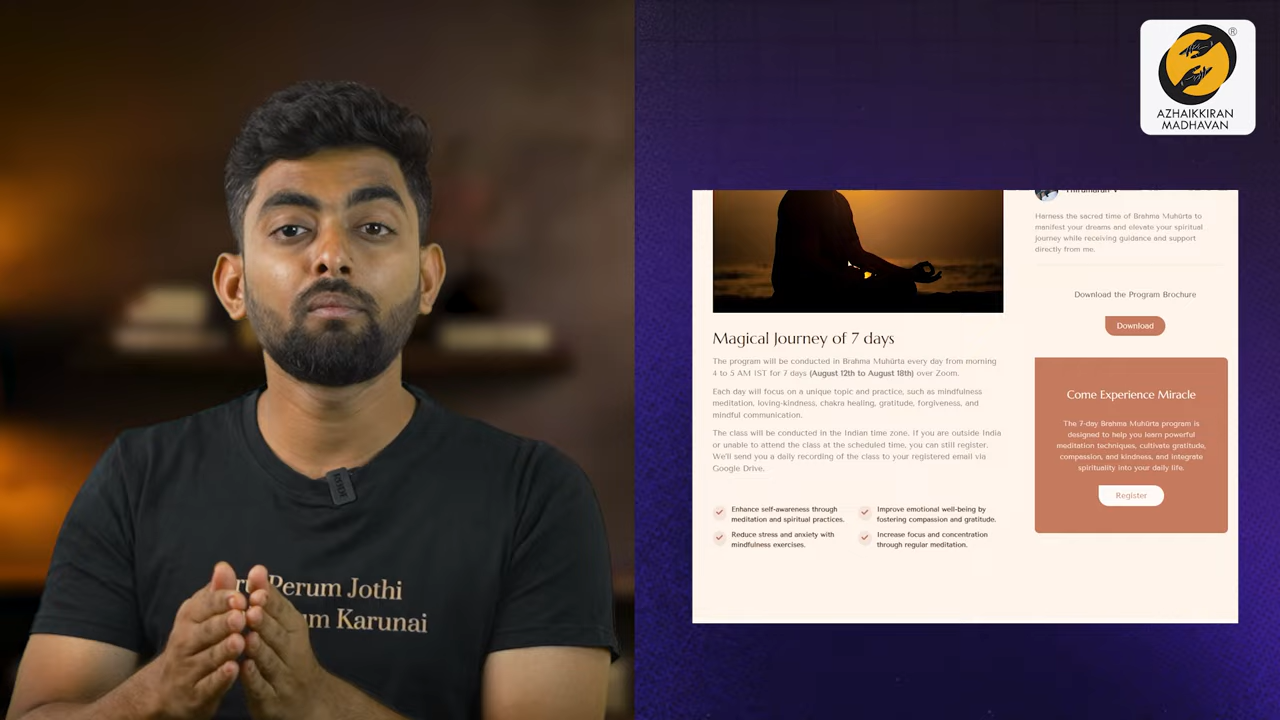 Perum Jothi
Karunai
RODE
®
AZHAIKKIRAN
MADHAVAN
Magical Journey of 7 days
The program will be conducted in Brahma Muhūrta every day from morning
4 to 5 AM IST for 7 days (August 12th to August 18th) over Zoom.
Each day will focus on a unique topic and practice, such as mindfulness
meditation, loving-kindness, chakra healing, gratitude, forgiveness, and
mindful communication.
The class will be conducted in the Indian time zone. If you are outside India
or unable to attend the class at the scheduled time, you can still register.
We'll send you a daily recording of the class to your registered email via
Google Drive.
Enhance self-awareness through
meditation and spiritual practices.
Reduce stress and anxiety with
mindfulness exercises.
Improve emotional well-being by
fostering compassion and gratitude.
Increase focus and concentration
through regular meditation.
Harness the sacred time of Brahma Muhūrta to
manifest your dreams and elevate your spiritual
journey while receiving guidance and support
directly from me.
Download the Program Brochure
Download
Come Experience Miracle
The 7-day Brahma Muhūrta program is
designed to help you learn powerful
meditation techniques, cultivate gratitude,
compassion, and kindness, and integrate
spirituality into your daily life.
Register